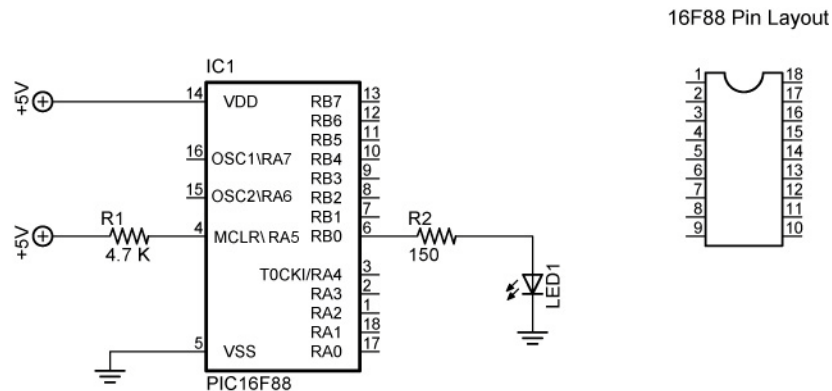 16F88 Pin Layout
IC1
+5V
14 VDD RB7 13
RB6 12
RB5 11
16 OSC1\RA7 RB4 10
RB3 9
15 OSC2\RA6 RB2 8
RB1 7
+5V
R1
4.7 K
4 MCLR\ RA5 RB0 6
R2
150
LED1
T0CKI/RA4 3
RA3 2
RA2 1
RA1 18
5 VSS RA0 17
PIC16F88
1 18
2 17
3 16
4 15
5 14
6 13
7 12
8 11
9 10